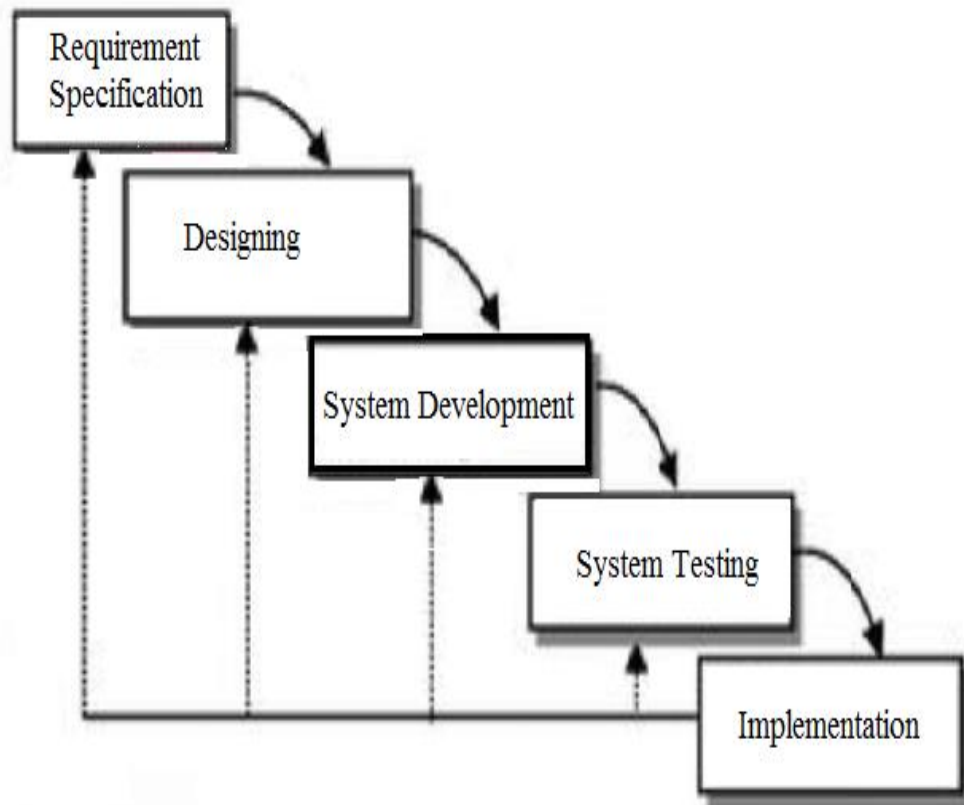 Requirement
Specification
Designing
System Development
System Testing
Implementation